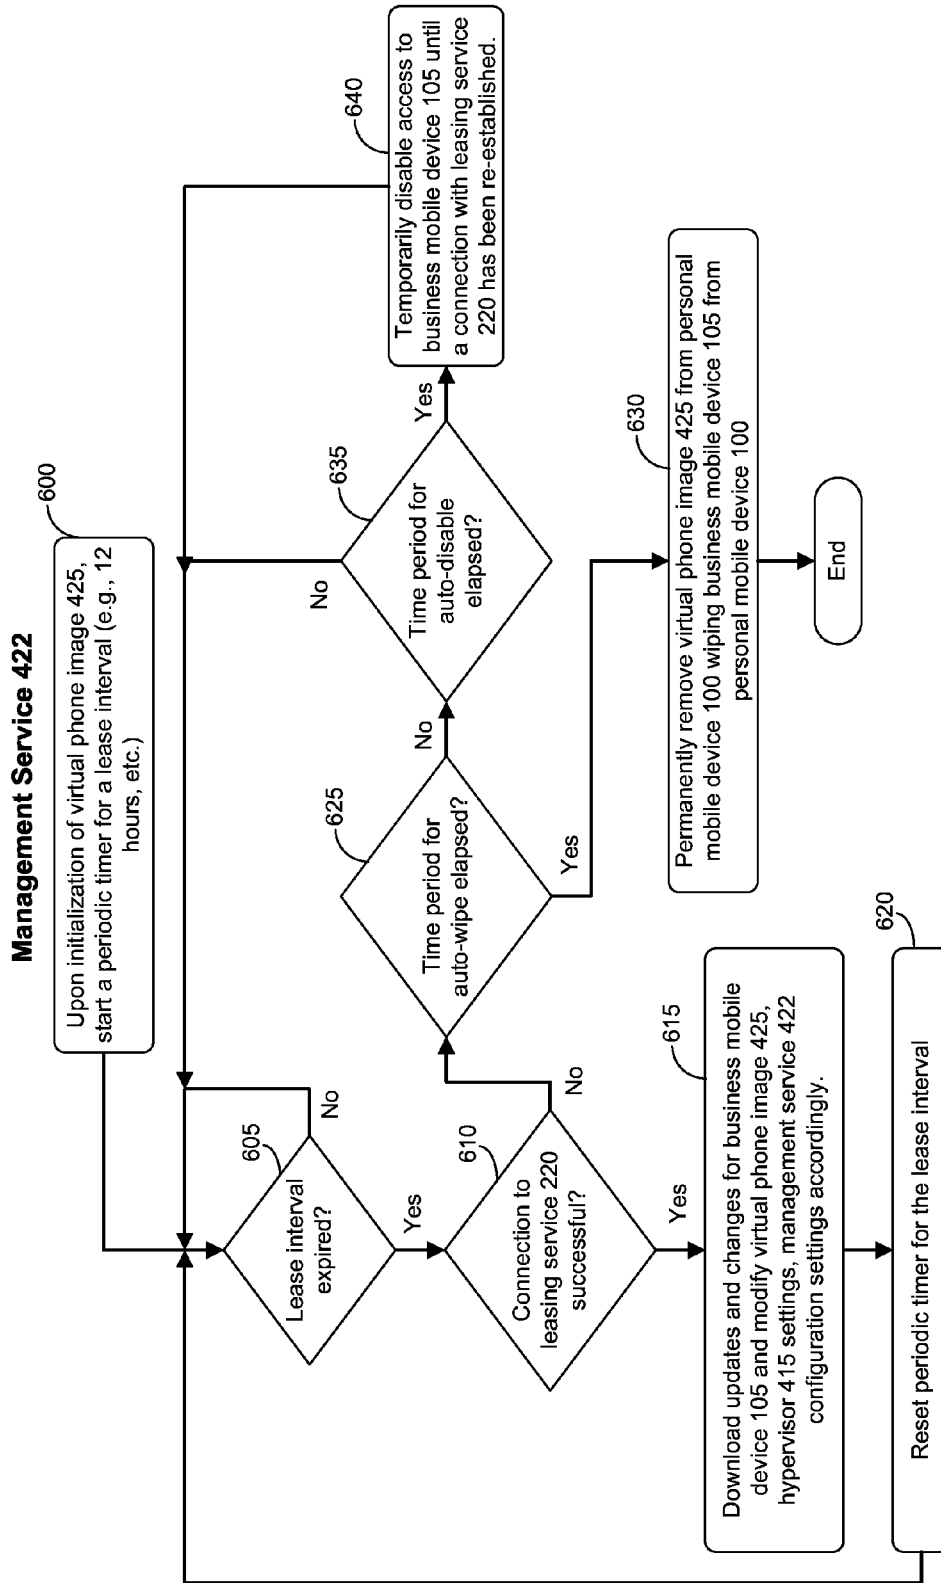 Management Service 422
600
Upon initialization of virtual phone image 425,
start a periodic timer for a lease interval (e.g., 12
hours, etc.)
605
Lease interval
expired?
No
Yes
610
Connection to
leasing service 220
successful?
No
Yes
615
Download updates and changes for business mobile
device 105 and modify virtual phone image 425,
hypervisor 415 settings, management service 422
configuration settings accordingly.
620
Reset periodic timer for the lease interval
625
Time period for
auto-wipe elapsed?
No
Yes
630
Permanently remove virtual phone image 425 from personal
mobile device 100 wiping business mobile device 105 from
personal mobile device 100
End
635
Time period for
auto-disable
elapsed?
No
Yes
640
Temporarily disable access to
business mobile device 105 until
a connection with leasing service
220 has been re-established.